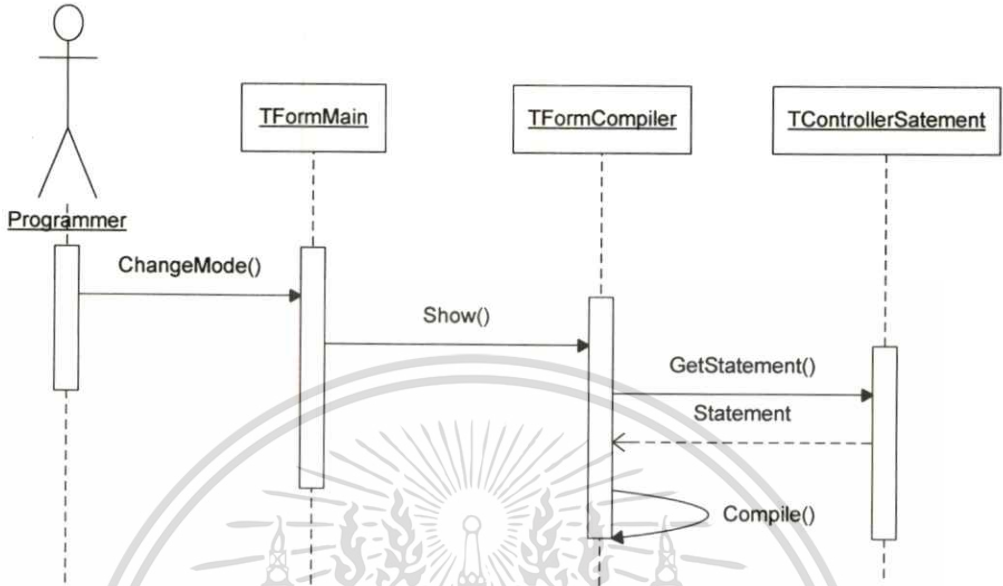 TFormMain
TFormCompiler
TControllerSatement
Programmer
ChangeMode()
Show()
GetStatement()
Statement
Compile()